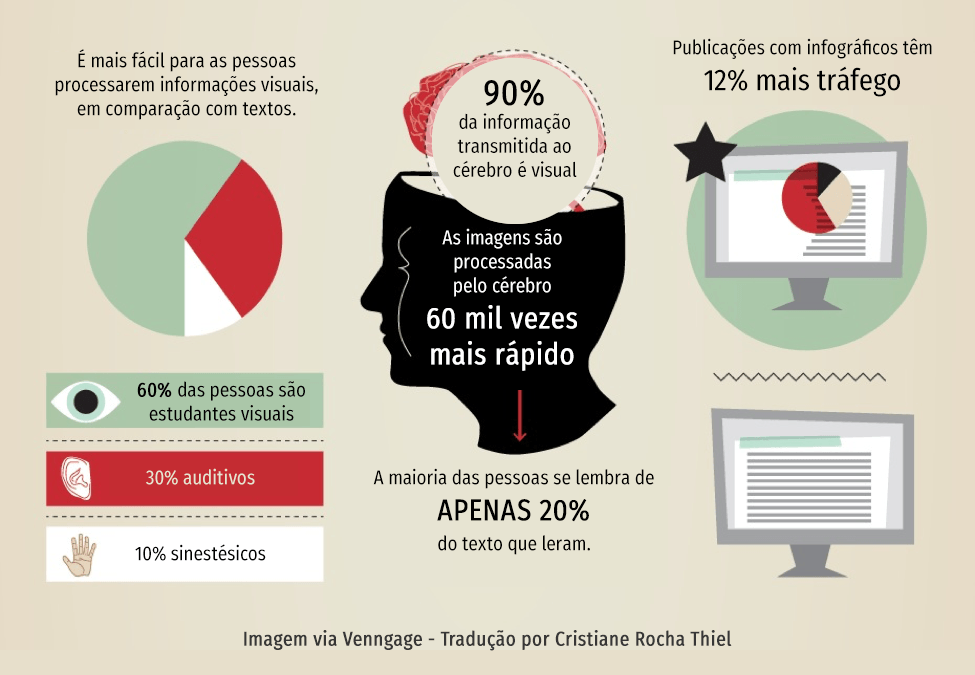 É mais fácil para as pessoas
processarem informações visuais,
em comparação com textos.
60% das pessoas são
estudantes visuais
30% auditivos
10% sinestésicos
90%
da informação
transmitida ao
cérebro é visual
As imagens são
processadas
pelo cérebro
60 mil vezes
mais rápido
A maioria das pessoas se lembra de
APENAS 20%
do texto que leram.
Publicações com infográficos têm
12% mais tráfego
Imagem via Venngage - Tradução por Cristiane Rocha Thiel